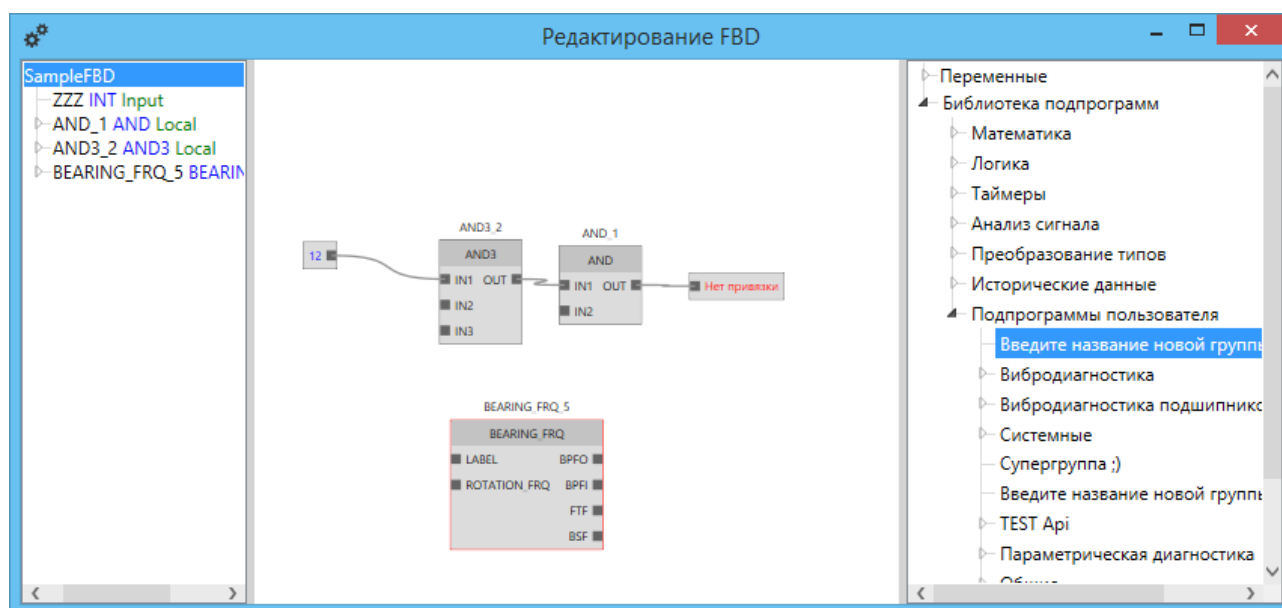 Редактирование FBD
SampleFBD
ZZZ INT Input
AND_1 AND Local
AND3_2 AND3 Local
BEARING_FRQ_5 BEARIN
12
AND3_2
AND3
IN1 OUT
IN2
IN3
AND_1
AND
IN1 OUT
IN2
Нет привязки
BEARING_FRQ_5
BEARING_FRQ
LABEL BPFO
ROTATION_FRQ BPFI
FTF
BSF
Переменные
Библиотека подпрограмм
Математика
Логика
Таймеры
Анализ сигнала
Преобразование типов
Исторические данные
Подпрограммы пользователя
Введите название новой группы
Вибродиагностика
Вибродиагностика подшипникс
Системные
Супергруппа ;)
Введите название новой группы
TEST Api
Параметрическая диагностика